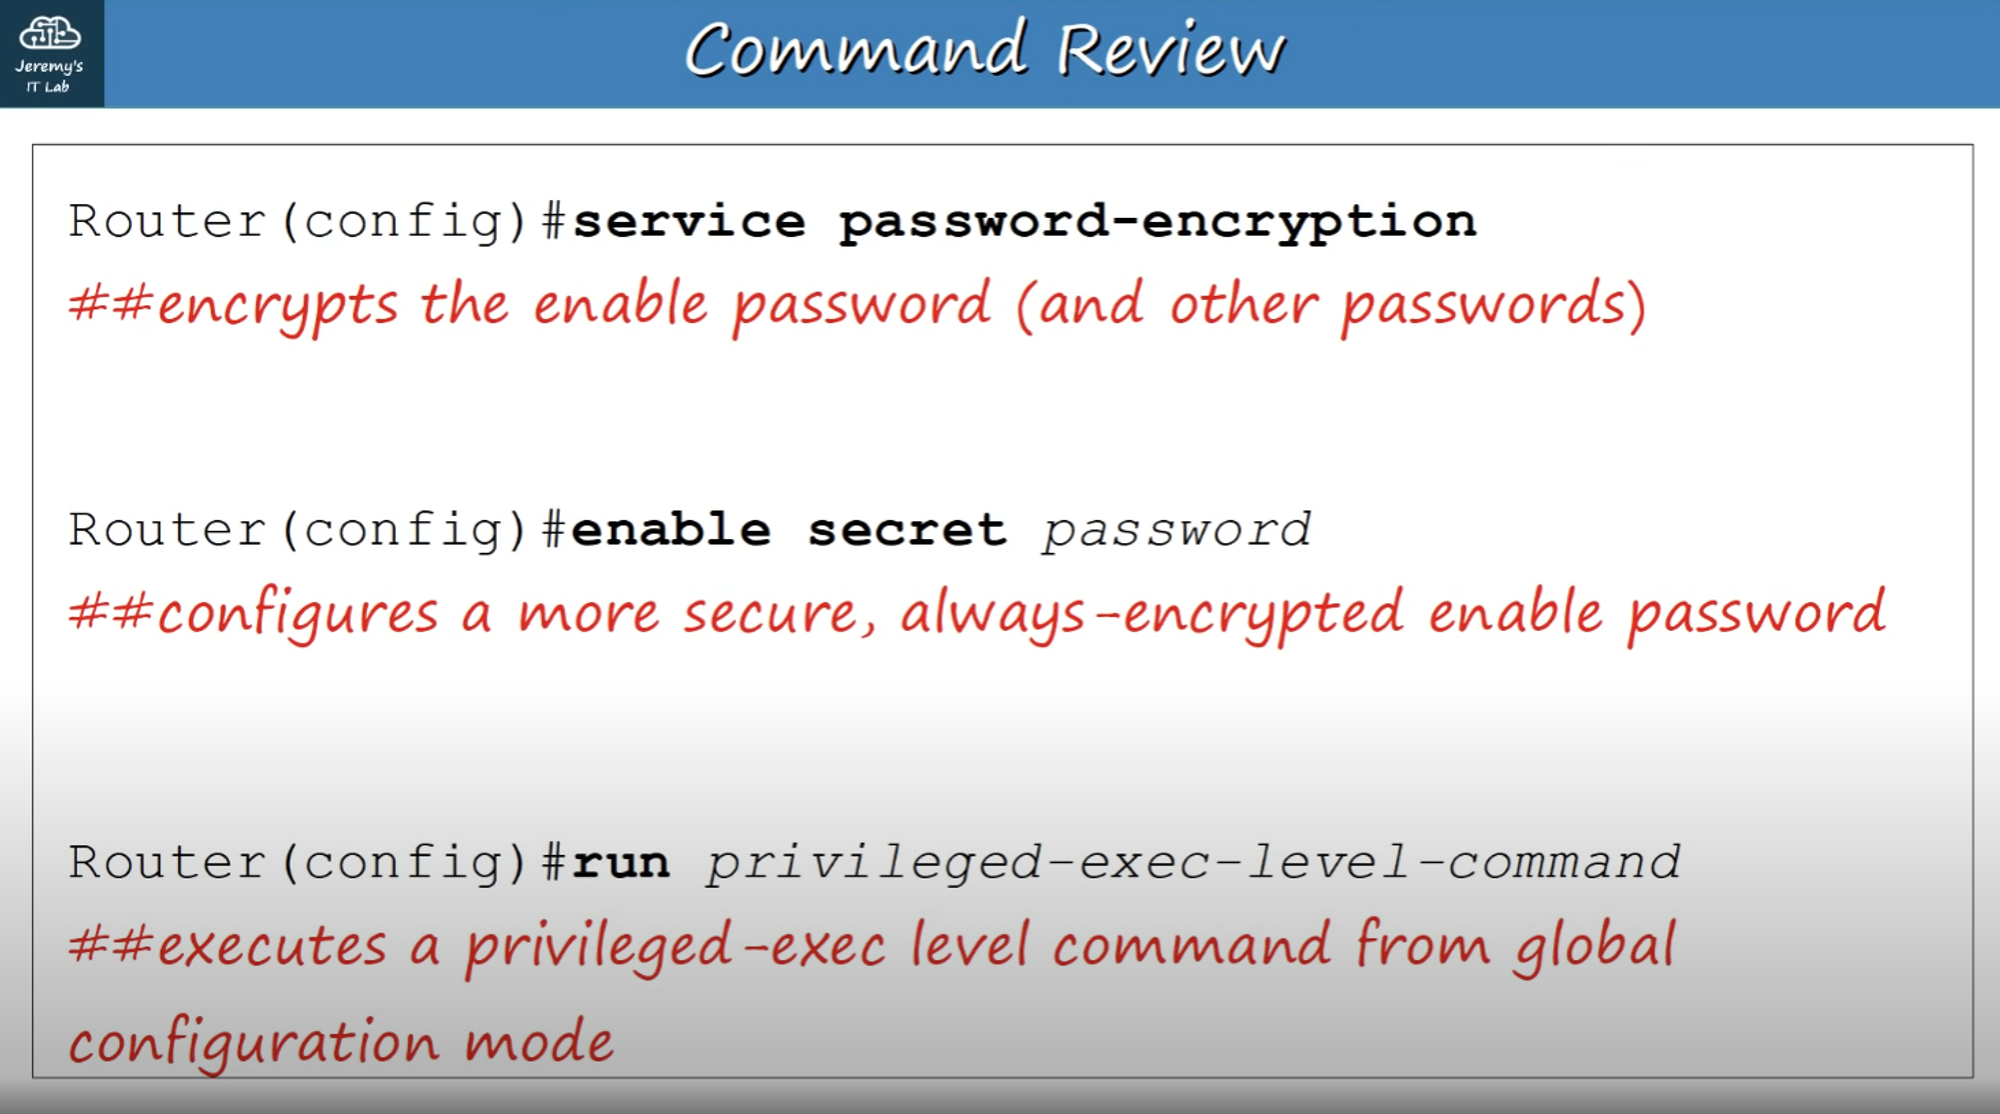 Jeremy's
IT Lab
Command Review
Router(config)#service password-encryption
##encrypts the enable password (and other passwords)
Router(config)#enable secret password
##configures a more secure, always-encrypted enable password
Router(config)#run privileged-exec-level-command
##executes a privileged-exec level command from global
configuration mode